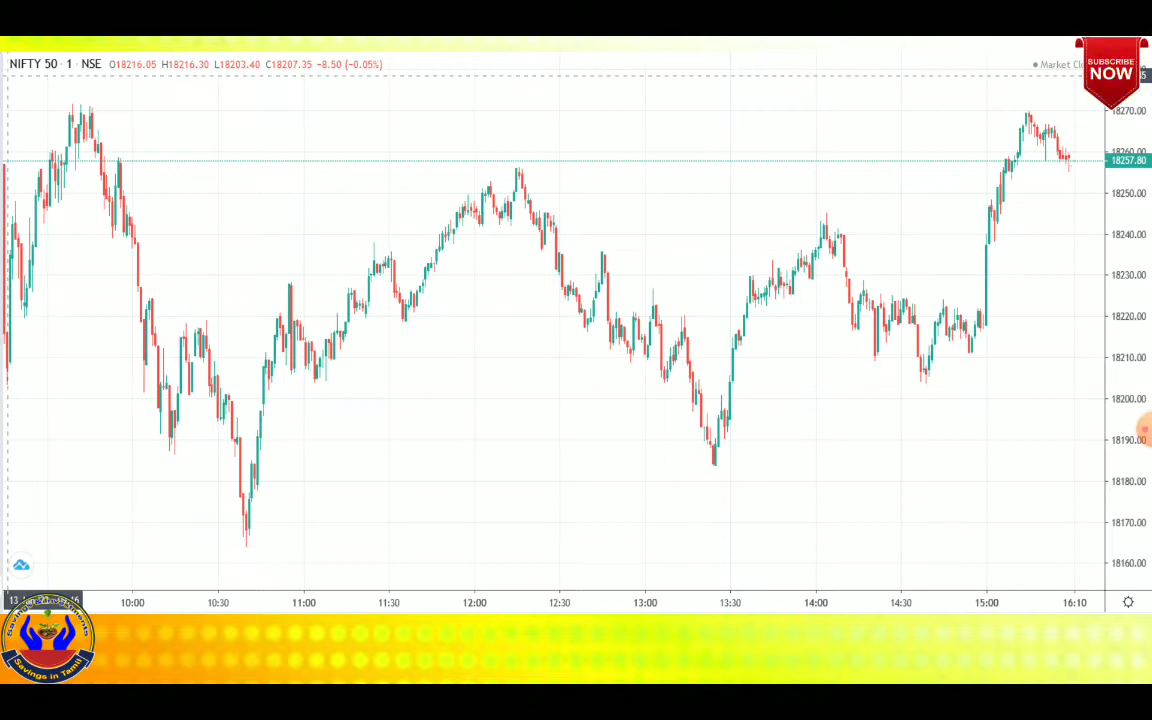 NIFTY 50 · 1 · NSE O18216.05 H18216.30 L18203.40 C18207.35 −8.50 (−0.05%)
Market
SUBSCRIBE
NOW
18270.00
18260.00
18257.80
18250.00
18240.00
18230.00
18220.00
18210.00
18200.00
18190.00
18180.00
18170.00
18160.00
10:00 10:30 11:00 11:30 12:00 12:30 13:00 13:30 14:00 14:30 15:00 16:10
Savings in Tamil